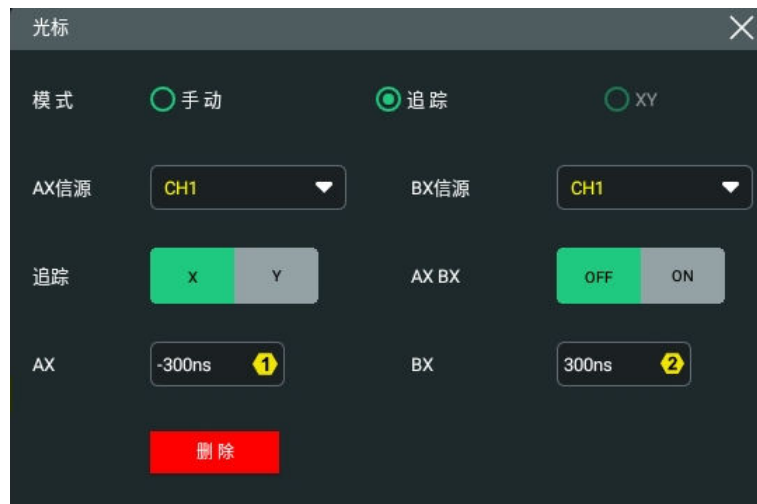 光标
模式 手动 追踪 XY
AX信源 CH1 BX信源 CH1
追踪 X Y AX BX OFF ON
AX -300ns 1 BX 300ns 2
删除